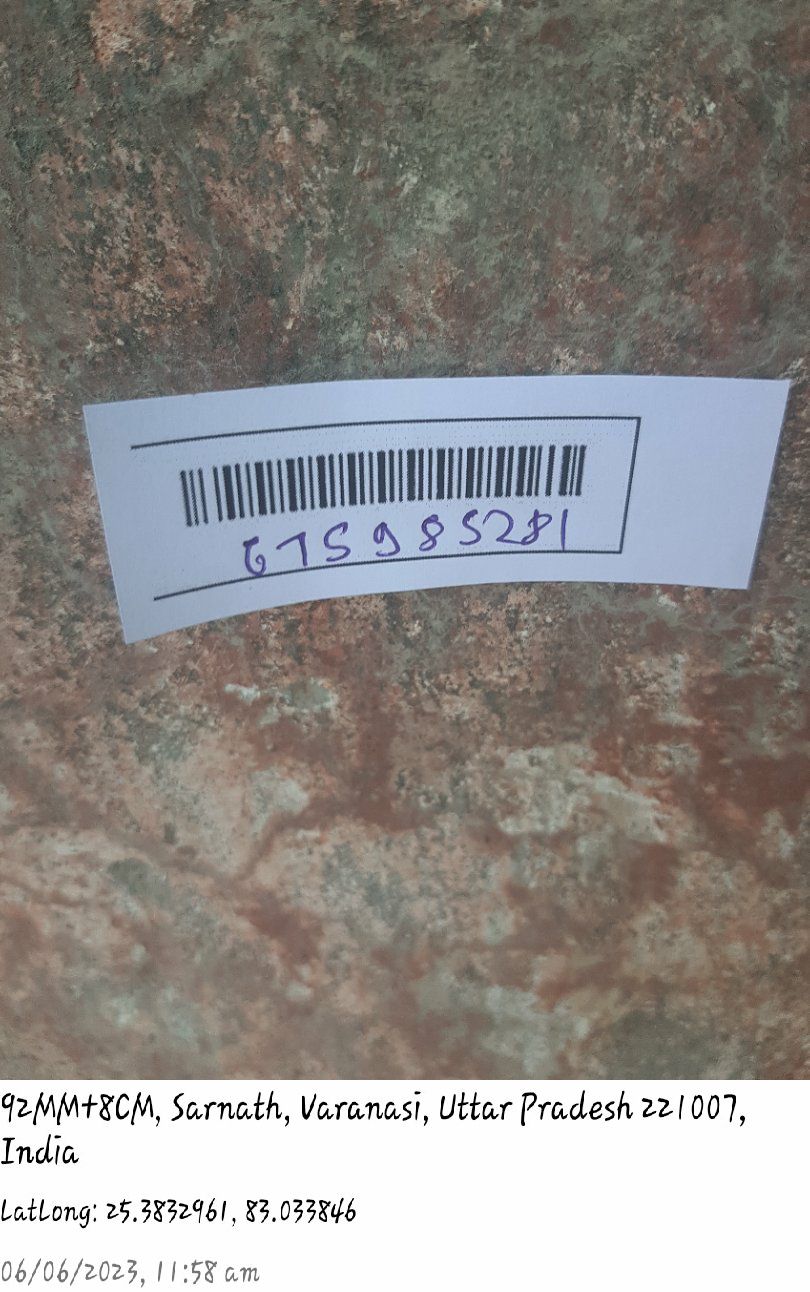 675985281
92MM+8CM, Sarnath, Varanasi, Uttar Pradesh 221007,
India
LatLong: 25.3832961, 83.033846
06/06/2023, 11:58 am